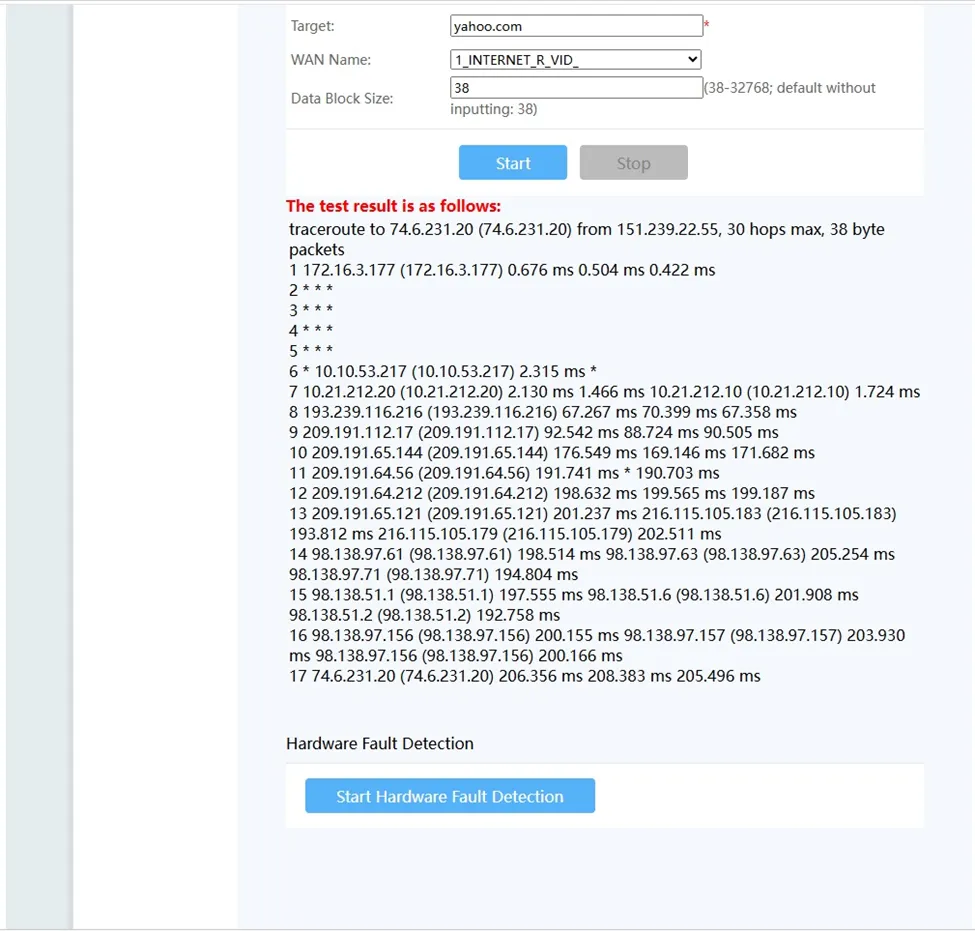 Target: yahoo.com*
WAN Name: 1_INTERNET_R_VID_
Data Block Size: 38 (38-32768; default without
inputting: 38)
Start Stop
The test result is as follows:
traceroute to 74.6.231.20 (74.6.231.20) from 151.239.22.55, 30 hops max, 38 byte
packets
1 172.16.3.177 (172.16.3.177) 0.676 ms 0.504 ms 0.422 ms
2 * * *
3 * * *
4 * * *
5 * * *
6 * 10.10.53.217 (10.10.53.217) 2.315 ms *
7 10.21.212.20 (10.21.212.20) 2.130 ms 1.466 ms 10.21.212.10 (10.21.212.10) 1.724 ms
8 193.239.116.216 (193.239.116.216) 67.267 ms 70.399 ms 67.358 ms
9 209.191.112.17 (209.191.112.17) 92.542 ms 88.724 ms 90.505 ms
10 209.191.65.144 (209.191.65.144) 176.549 ms 169.146 ms 171.682 ms
11 209.191.64.56 (209.191.64.56) 191.741 ms * 190.703 ms
12 209.191.64.212 (209.191.64.212) 198.632 ms 199.565 ms 199.187 ms
13 209.191.65.121 (209.191.65.121) 201.237 ms 216.115.105.183 (216.115.105.183)
193.812 ms 216.115.105.179 (216.115.105.179) 202.511 ms
14 98.138.97.61 (98.138.97.61) 198.514 ms 98.138.97.63 (98.138.97.63) 205.254 ms
98.138.97.71 (98.138.97.71) 194.804 ms
15 98.138.51.1 (98.138.51.1) 197.555 ms 98.138.51.6 (98.138.51.6) 201.908 ms
98.138.51.2 (98.138.51.2) 192.758 ms
16 98.138.97.156 (98.138.97.156) 200.155 ms 98.138.97.157 (98.138.97.157) 203.930
ms 98.138.97.156 (98.138.97.156) 200.166 ms
17 74.6.231.20 (74.6.231.20) 206.356 ms 208.383 ms 205.496 ms
Hardware Fault Detection
Start Hardware Fault Detection